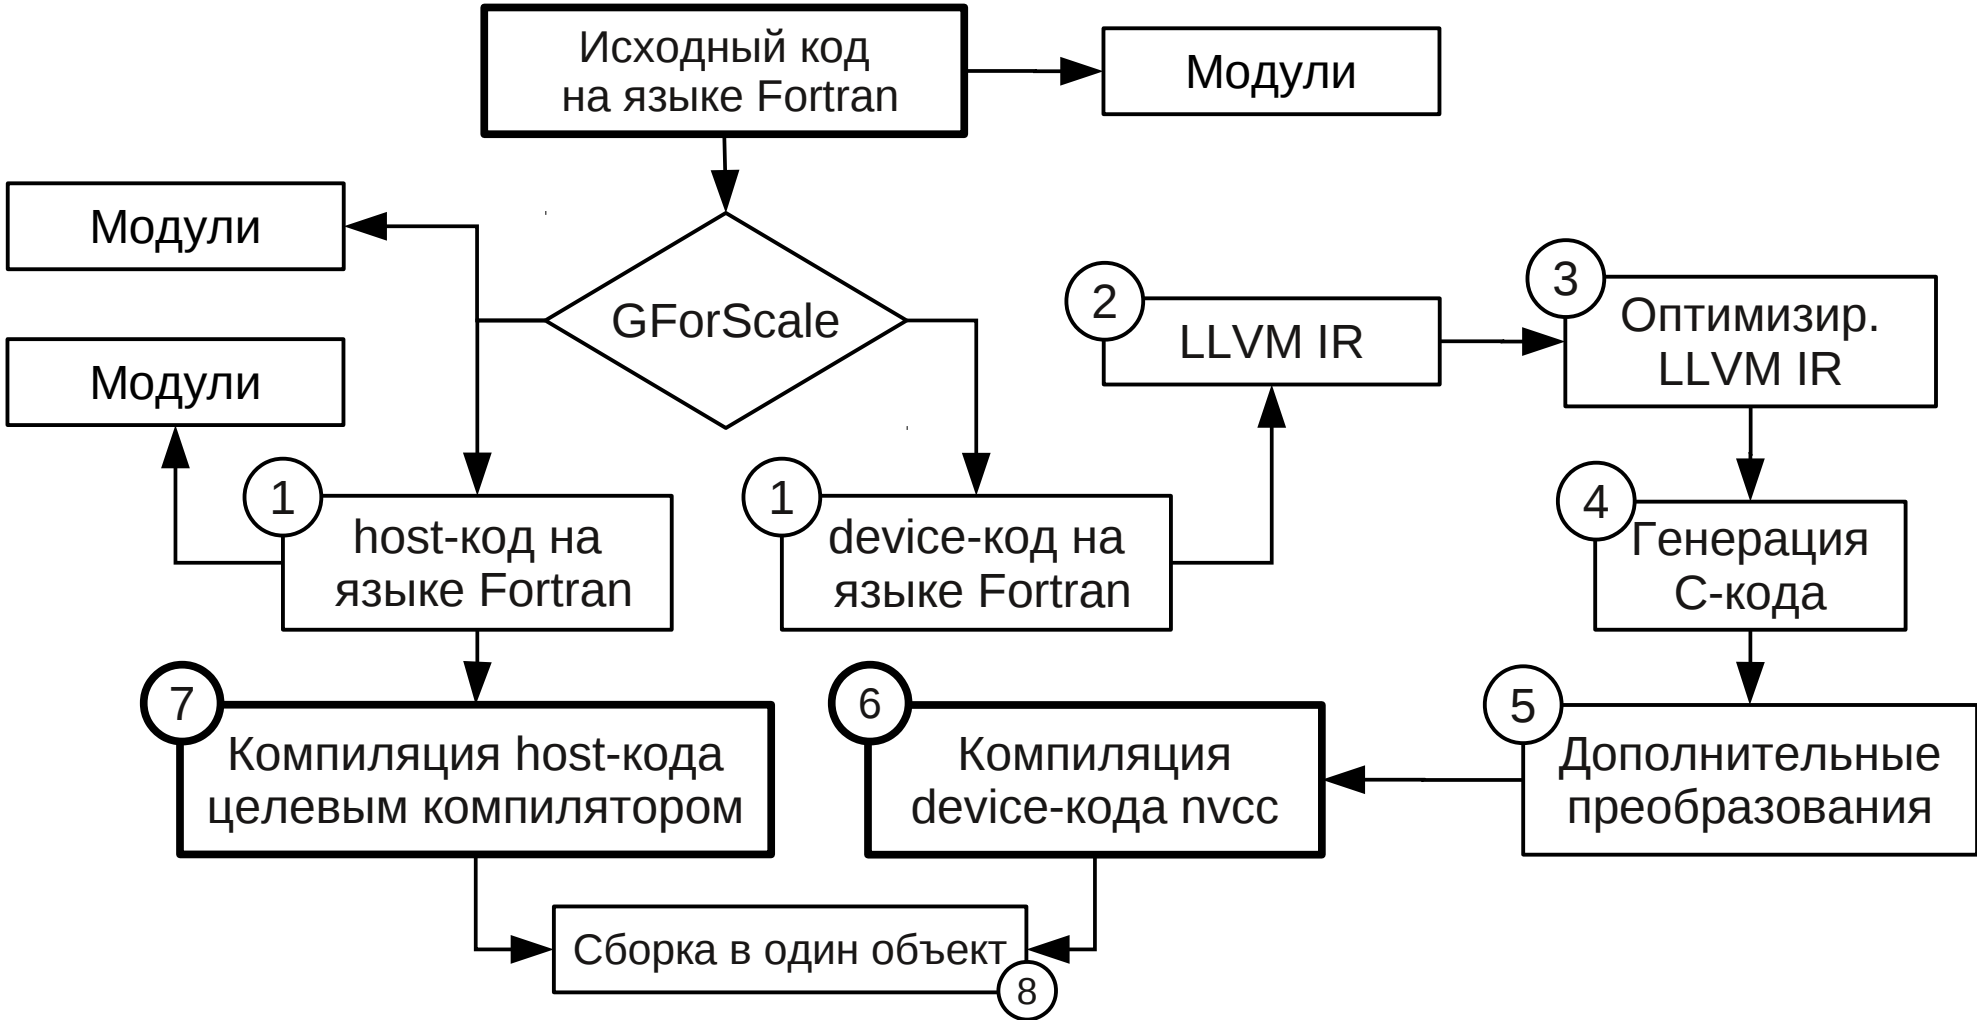 Исходный код
на языке Fortran
Модули
Модули
GForScale
Модули
2
LLVM IR
3
Оптимизир.
LLVM IR
1
host-код на
языке Fortran
1
device-код на
языке Fortran
4
Генерация
С-кода
7
Компиляция host-кода
целевым компилятором
6
Компиляция
device-кода nvcc
5
Дополнительные
преобразования
Сборка в один объект
8